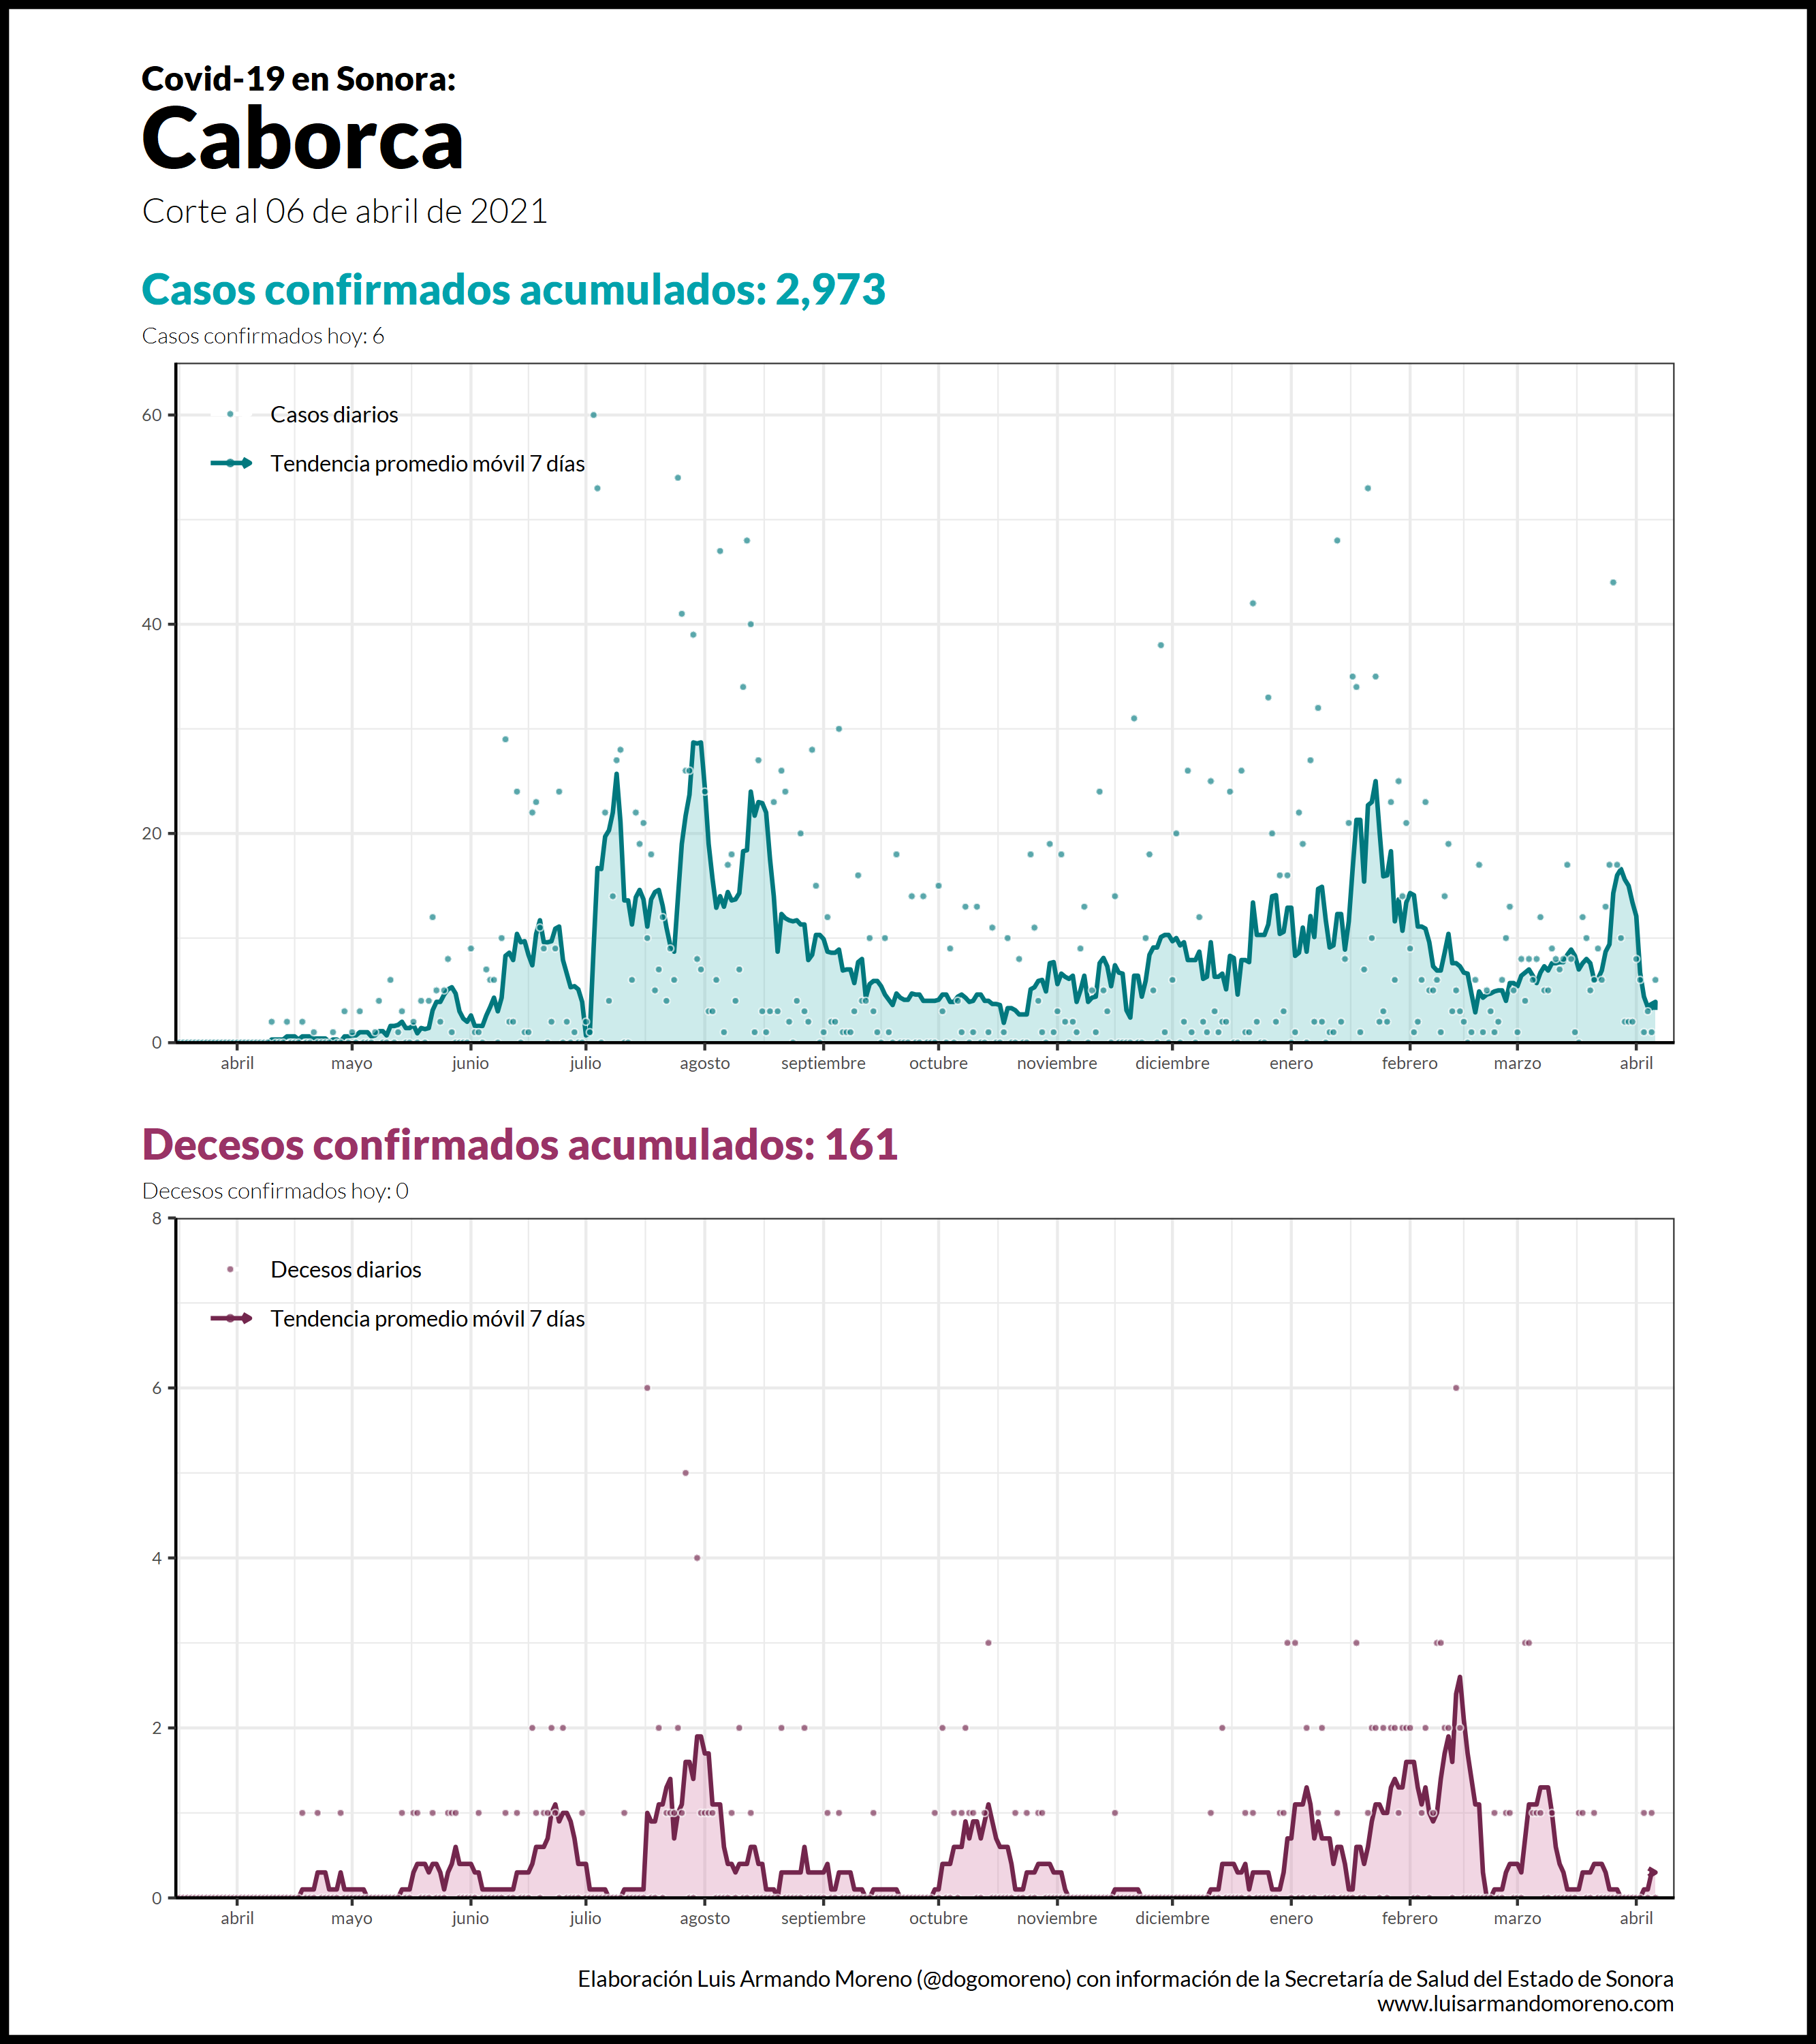 Covid-19 en Sonora:
Caborca
Corte al 06 de abril de 2021
Casos confirmados acumulados: 2,973
Casos confirmados hoy: 6
60
40
20
0
Casos diarios
Tendencia promedio móvil 7 días
abril mayo junio julio agosto septiembre octubre noviembre diciembre enero febrero marzo abril
Decesos confirmados acumulados: 161
Decesos confirmados hoy: 0
8
6
4
2
0
Decesos diarios
Tendencia promedio móvil 7 días
abril mayo junio julio agosto septiembre octubre noviembre diciembre enero febrero marzo abril
Elaboración Luis Armando Moreno (@dogomoreno) con información de la Secretaría de Salud del Estado de Sonora
www.luisarmandomoreno.com